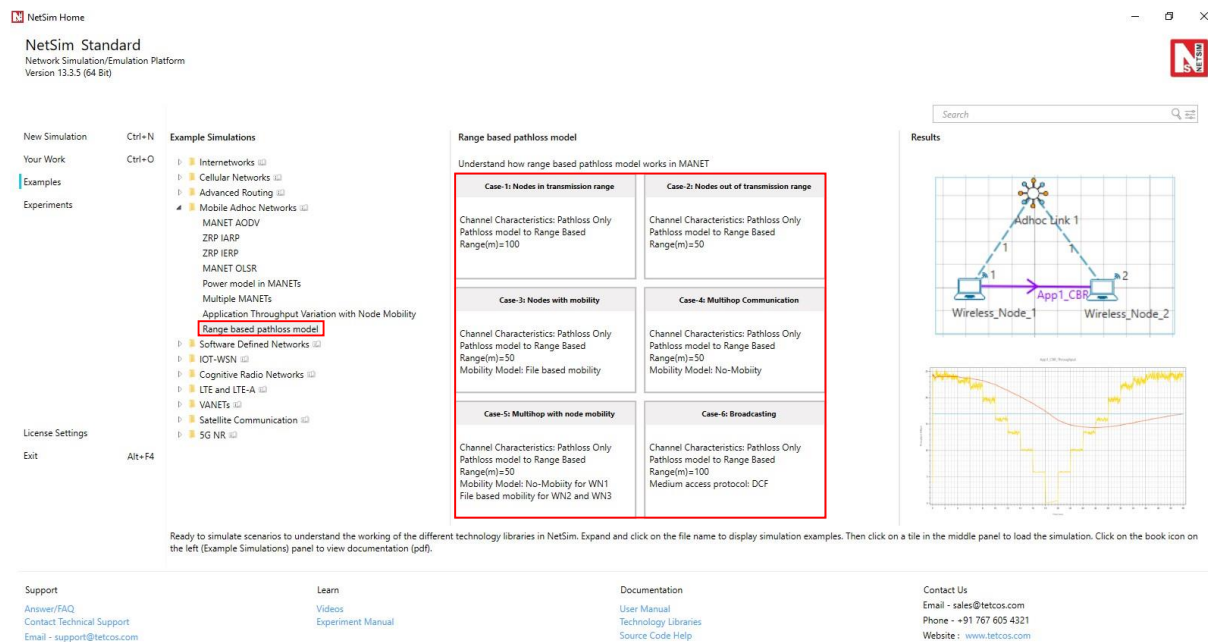 NetSim Home
NetSim Standard
Network Simulation/Emulation Platform
Version 13.3.5 (64 Bit)
NETSIM
Search
New Simulation Ctrl+N
Your Work Ctrl+O
Examples
Experiments
License Settings
Exit Alt+F4
Example Simulations
Internetworks
Cellular Networks
Advanced Routing
Mobile Adhoc Networks
MANET AODV
ZRP IARP
ZRP IERP
MANET OLSR
Power model in MANETs
Multiple MANETs
Application Throughput Variation with Node Mobility
Range based pathloss model
Software Defined Networks
IOT-WSN
Cognitive Radio Networks
LTE and LTE-A
VANETs
Satellite Communication
5G NR
Range based pathloss model
Understand how range based pathloss model works in MANET
Case-1: Nodes in transmission range
Channel Characteristics: Pathloss Only
Pathloss model to Range Based
Range(m)=100
Case-2: Nodes out of transmission range
Channel Characteristics: Pathloss Only
Pathloss model to Range Based
Range(m)=50
Case-3: Nodes with mobility
Channel Characteristics: Pathloss Only
Pathloss model to Range Based
Range(m)=50
Mobility Model: File based mobility
Case-4: Multihop Communication
Channel Characteristics: Pathloss Only
Pathloss model to Range Based
Range(m)=50
Mobility Model: No-Mobiity
Case-5: Multihop with node mobility
Channel Characteristics: Pathloss Only
Pathloss model to Range Based
Range(m)=50
Mobility Model: No-Mobiity for WN1
File based mobility for WN2 and WN3
Case-6: Broadcasting
Channel Characteristics: Pathloss Only
Pathloss model to Range Based
Range(m)=100
Medium access protocol: DCF
Results
Adhoc Link 1
1 1
1 2
App1_CBR
Wireless_Node_1 Wireless_Node_2
Ready to simulate scenarios to understand the working of the different technology libraries in NetSim. Expand and click on the file name to display simulation examples. Then click on a tile in the middle panel to load the simulation. Click on the book icon on
the left (Example Simulations) panel to view documentation (pdf).
Support
Answer/FAQ
Contact Technical Support
Email - support@tetcos.com
Learn
Videos
Experiment Manual
Documentation
User Manual
Technology Libraries
Source Code Help
Contact Us
Email - sales@tetcos.com
Phone - +91 767 605 4321
Website : www.tetcos.com